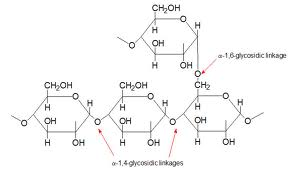 CH₂OH
H O H
H
O OH H
H OH
α-1,6-glycosidic linkage
O
CH₂OH CH₂OH CH₂
H O H H O H H O H
H H H
O OH H O OH H O OH H O
H OH H OH H OH
α-1,4-glycosidic linkages